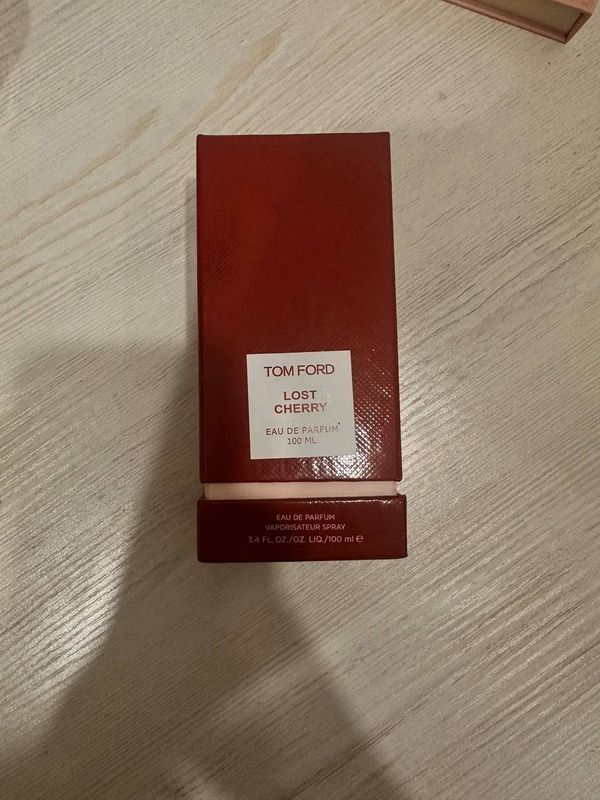 TOM FORD
LOST
CHERRY
EAU DE PARFUM
100 ML
EAU DE PARFUM
VAPORISATEUR SPRAY
3.4 FL. OZ./OZ. LIQ./100 ml ℮